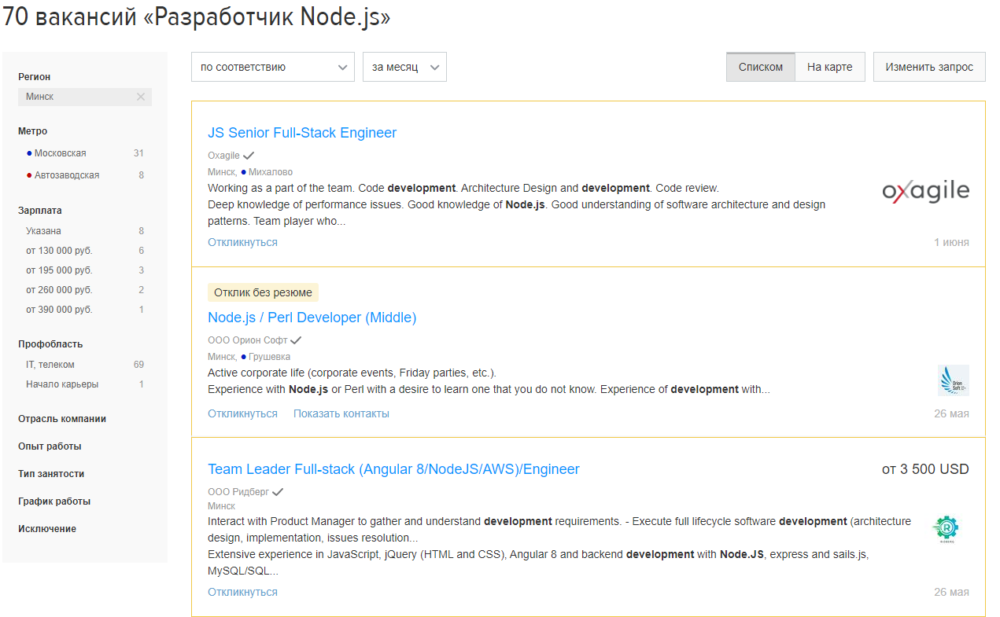 70 вакансий «Разработчик Node.js»
Регион
Минск
Метро
Московская 31
Автозаводская 8
Зарплата
Указана 8
от 130 000 руб. 6
от 195 000 руб. 3
от 260 000 руб. 2
от 390 000 руб. 1
Профобласть
IT, телеком 69
Начало карьеры 1
Отрасль компании
Опыт работы
Тип занятости
График работы
Исключение
по соответствию за месяц Списком На карте Изменить запрос
JS Senior Full-Stack Engineer
Oxagile
Минск, Михалово
Working as a part of the team. Code development. Architecture Design and development. Code review.
Deep knowledge of performance issues. Good knowledge of Node.js. Good understanding of software architecture and design
patterns. Team player who...
oxagile
Откликнуться 1 июня
Отклик без резюме
Node.js / Perl Developer (Middle)
ООО Орион Софт
Минск, Грушевка
Active corporate life (corporate events, Friday parties, etc.).
Experience with Node.js or Perl with a desire to learn one that you do not know. Experience of development with...
Orion
Soft
Откликнуться Показать контакты 26 мая
Team Leader Full-stack (Angular 8/NodeJS/AWS)/Engineer от 3 500 USD
ООО Ридберг
Минск
Interact with Product Manager to gather and understand development requirements. - Execute full lifecycle software development (architecture
design, implementation, issues resolution...
Extensive experience in JavaScript, jQuery (HTML and CSS), Angular 8 and backend development with Node.JS, express and sails.js,
MySQL/SQL...
R
RIDBERG
Откликнуться 26 мая